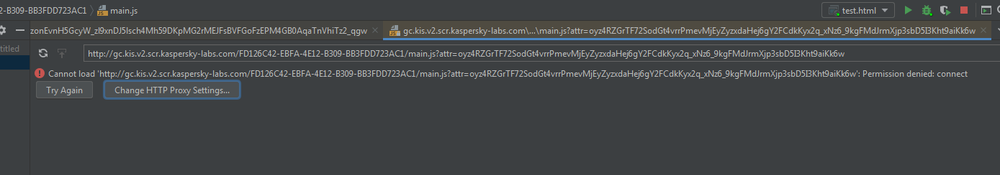 2-B309-BB3FDD723AC1 main.js test.html
zonEvnH5GcyW_zl9xnDJ5lsch4Mh59DKpMG2rMEJFsBVFGoFzEPM4GB0AqaTnVhiTz2_qgw gc.kis.v2.scr.kaspersky-labs.com\...\main.js?attr=oyz4RZGrTF72SodGt4vrrPmevMjEyZyzxdaHej6gY2FCdkKyx2q_xNz6_9kgFMdJrmXjp3sbD5I3Kht9aiKk6w
titled http://gc.kis.v2.scr.kaspersky-labs.com/FD126C42-EBFA-4E12-B309-BB3FDD723AC1/main.js?attr=oyz4RZGrTF72SodGt4vrrPmevMjEyZyzxdaHej6gY2FCdkKyx2q_xNz6_9kgFMdJrmXjp3sbD5I3Kht9aiKk6w
Cannot load 'http://gc.kis.v2.scr.kaspersky-labs.com/FD126C42-EBFA-4E12-B309-BB3FDD723AC1/main.js?attr=oyz4RZGrTF72SodGt4vrrPmevMjEyZyzxdaHej6gY2FCdkKyx2q_xNz6_9kgFMdJrmXjp3sbD5I3Kht9aiKk6w': Permission denied: connect
Try Again Change HTTP Proxy Settings...